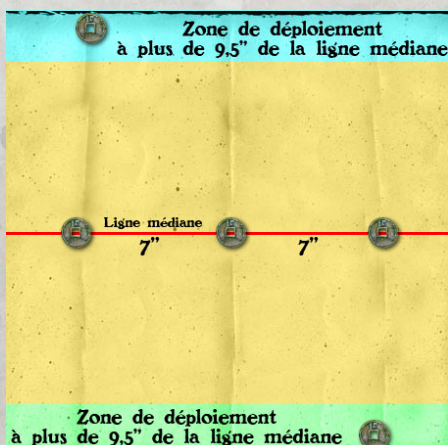 Zone de déploiement
à plus de 9,5” de la ligne médiane
Ligne médiane
7” 7”
Zone de déploiement
à plus de 9,5” de la ligne médiane